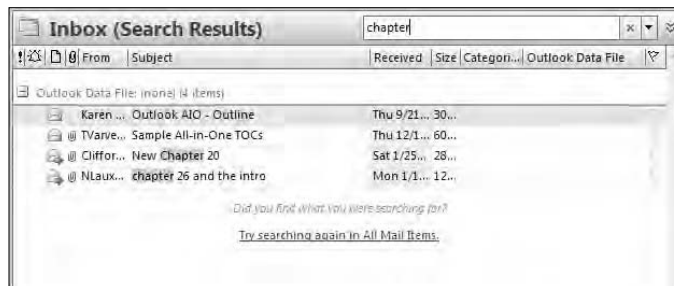 Inbox (Search Results) chapter
! From Subject Received Size Categori... Outlook Data File
Outlook Data File: (none) (4 items)
Karen ... Outlook AIO - Outline Thu 9/21... 30...
TVarve... Sample All-in-One TOCs Thu 12/1... 60...
Cliffor... New Chapter 20 Sat 1/25... 28...
NLaux... chapter 26 and the intro Mon 1/1... 12...
Did you find what you were searching for?
Try searching again in All Mail Items.